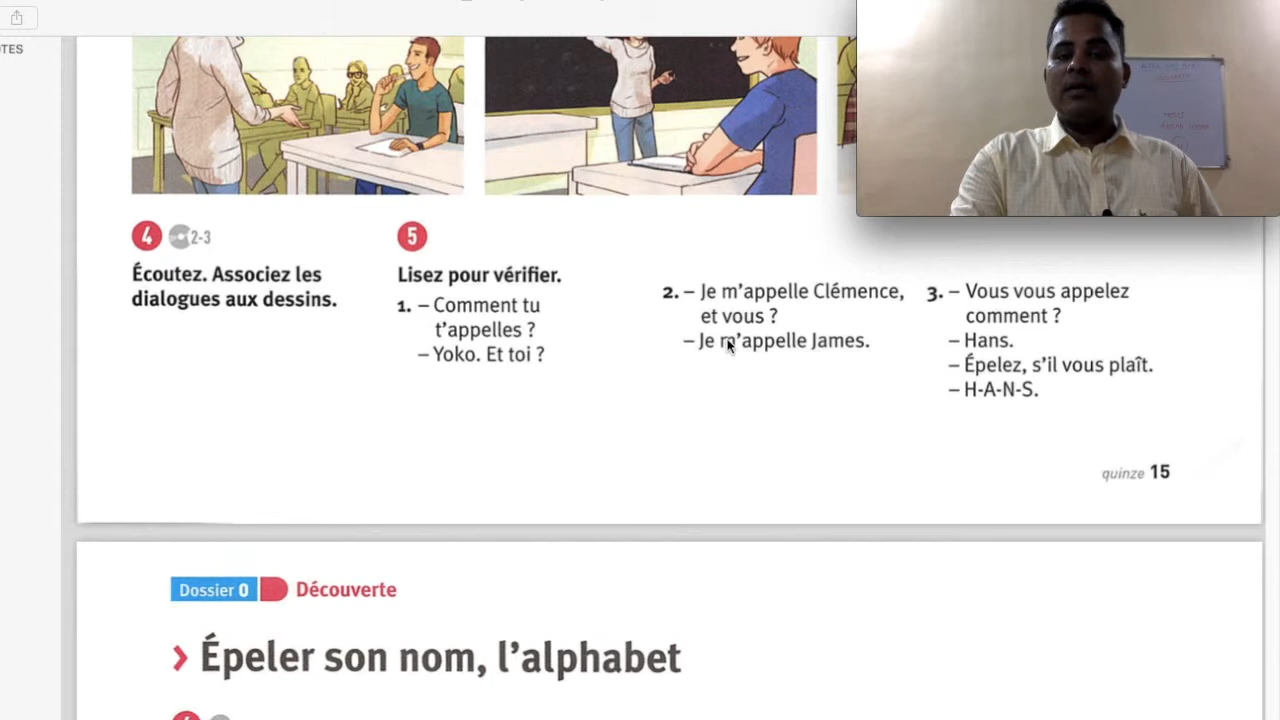 4 2-3
Écoutez. Associez les
dialogues aux dessins.
5
Lisez pour vérifier.
1. – Comment tu
t'appelles ?
– Yoko. Et toi ?
2. – Je m'appelle Clémence,
et vous ?
– Je m'appelle James.
3. – Vous vous appelez
comment ?
– Hans.
– Épelez, s'il vous plaît.
– H-A-N-S.
quinze 15
Dossier 0 Découverte
› Épeler son nom, l'alphabet